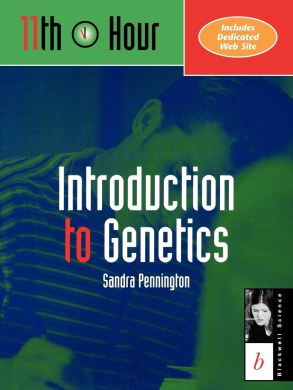 11th Hour
Includes
Dedicated
Web Site
Introduction
to Genetics
Sandra Pennington
Blackwell Science
b